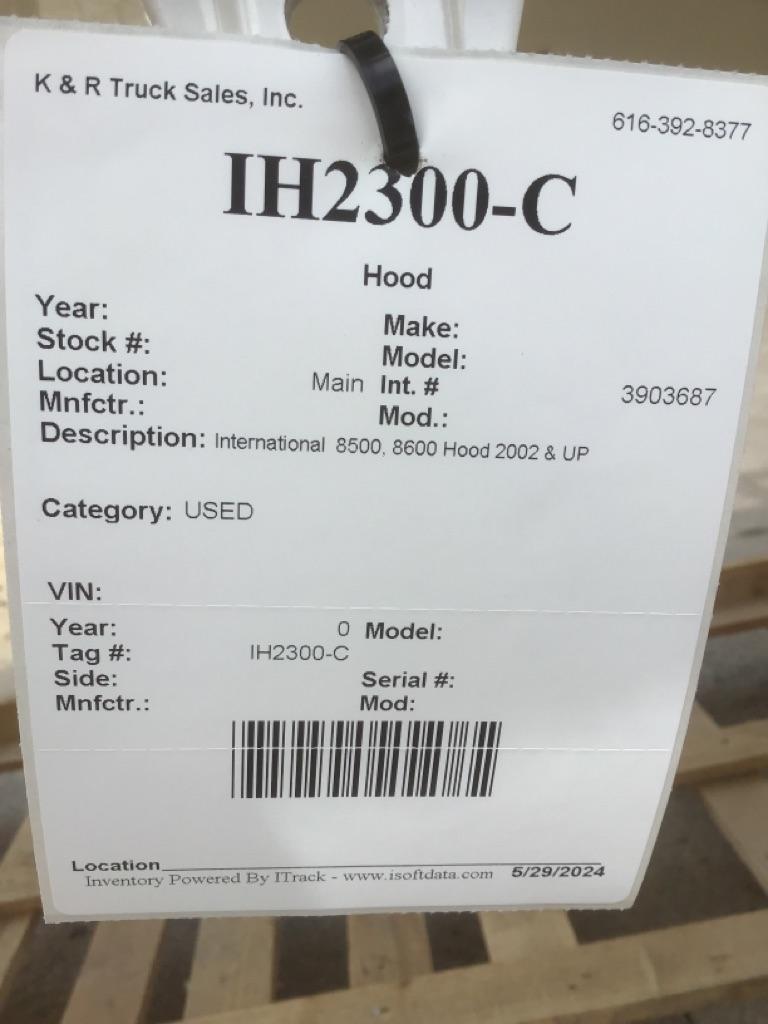 K & R Truck Sales, Inc.
616-392-8377
IH2300-C
Hood
Year:
Make:
Stock #:
Model:
Location: Main Int. # 3903687
Mnfctr.:
Mod.:
Description: International 8500, 8600 Hood 2002 & UP
Category: USED
VIN:
Year: 0 Model:
Tag #: IH2300-C
Side: Serial #:
Mnfctr.: Mod:
Location
Inventory Powered By ITrack - www.isoftdata.com 5/29/2024